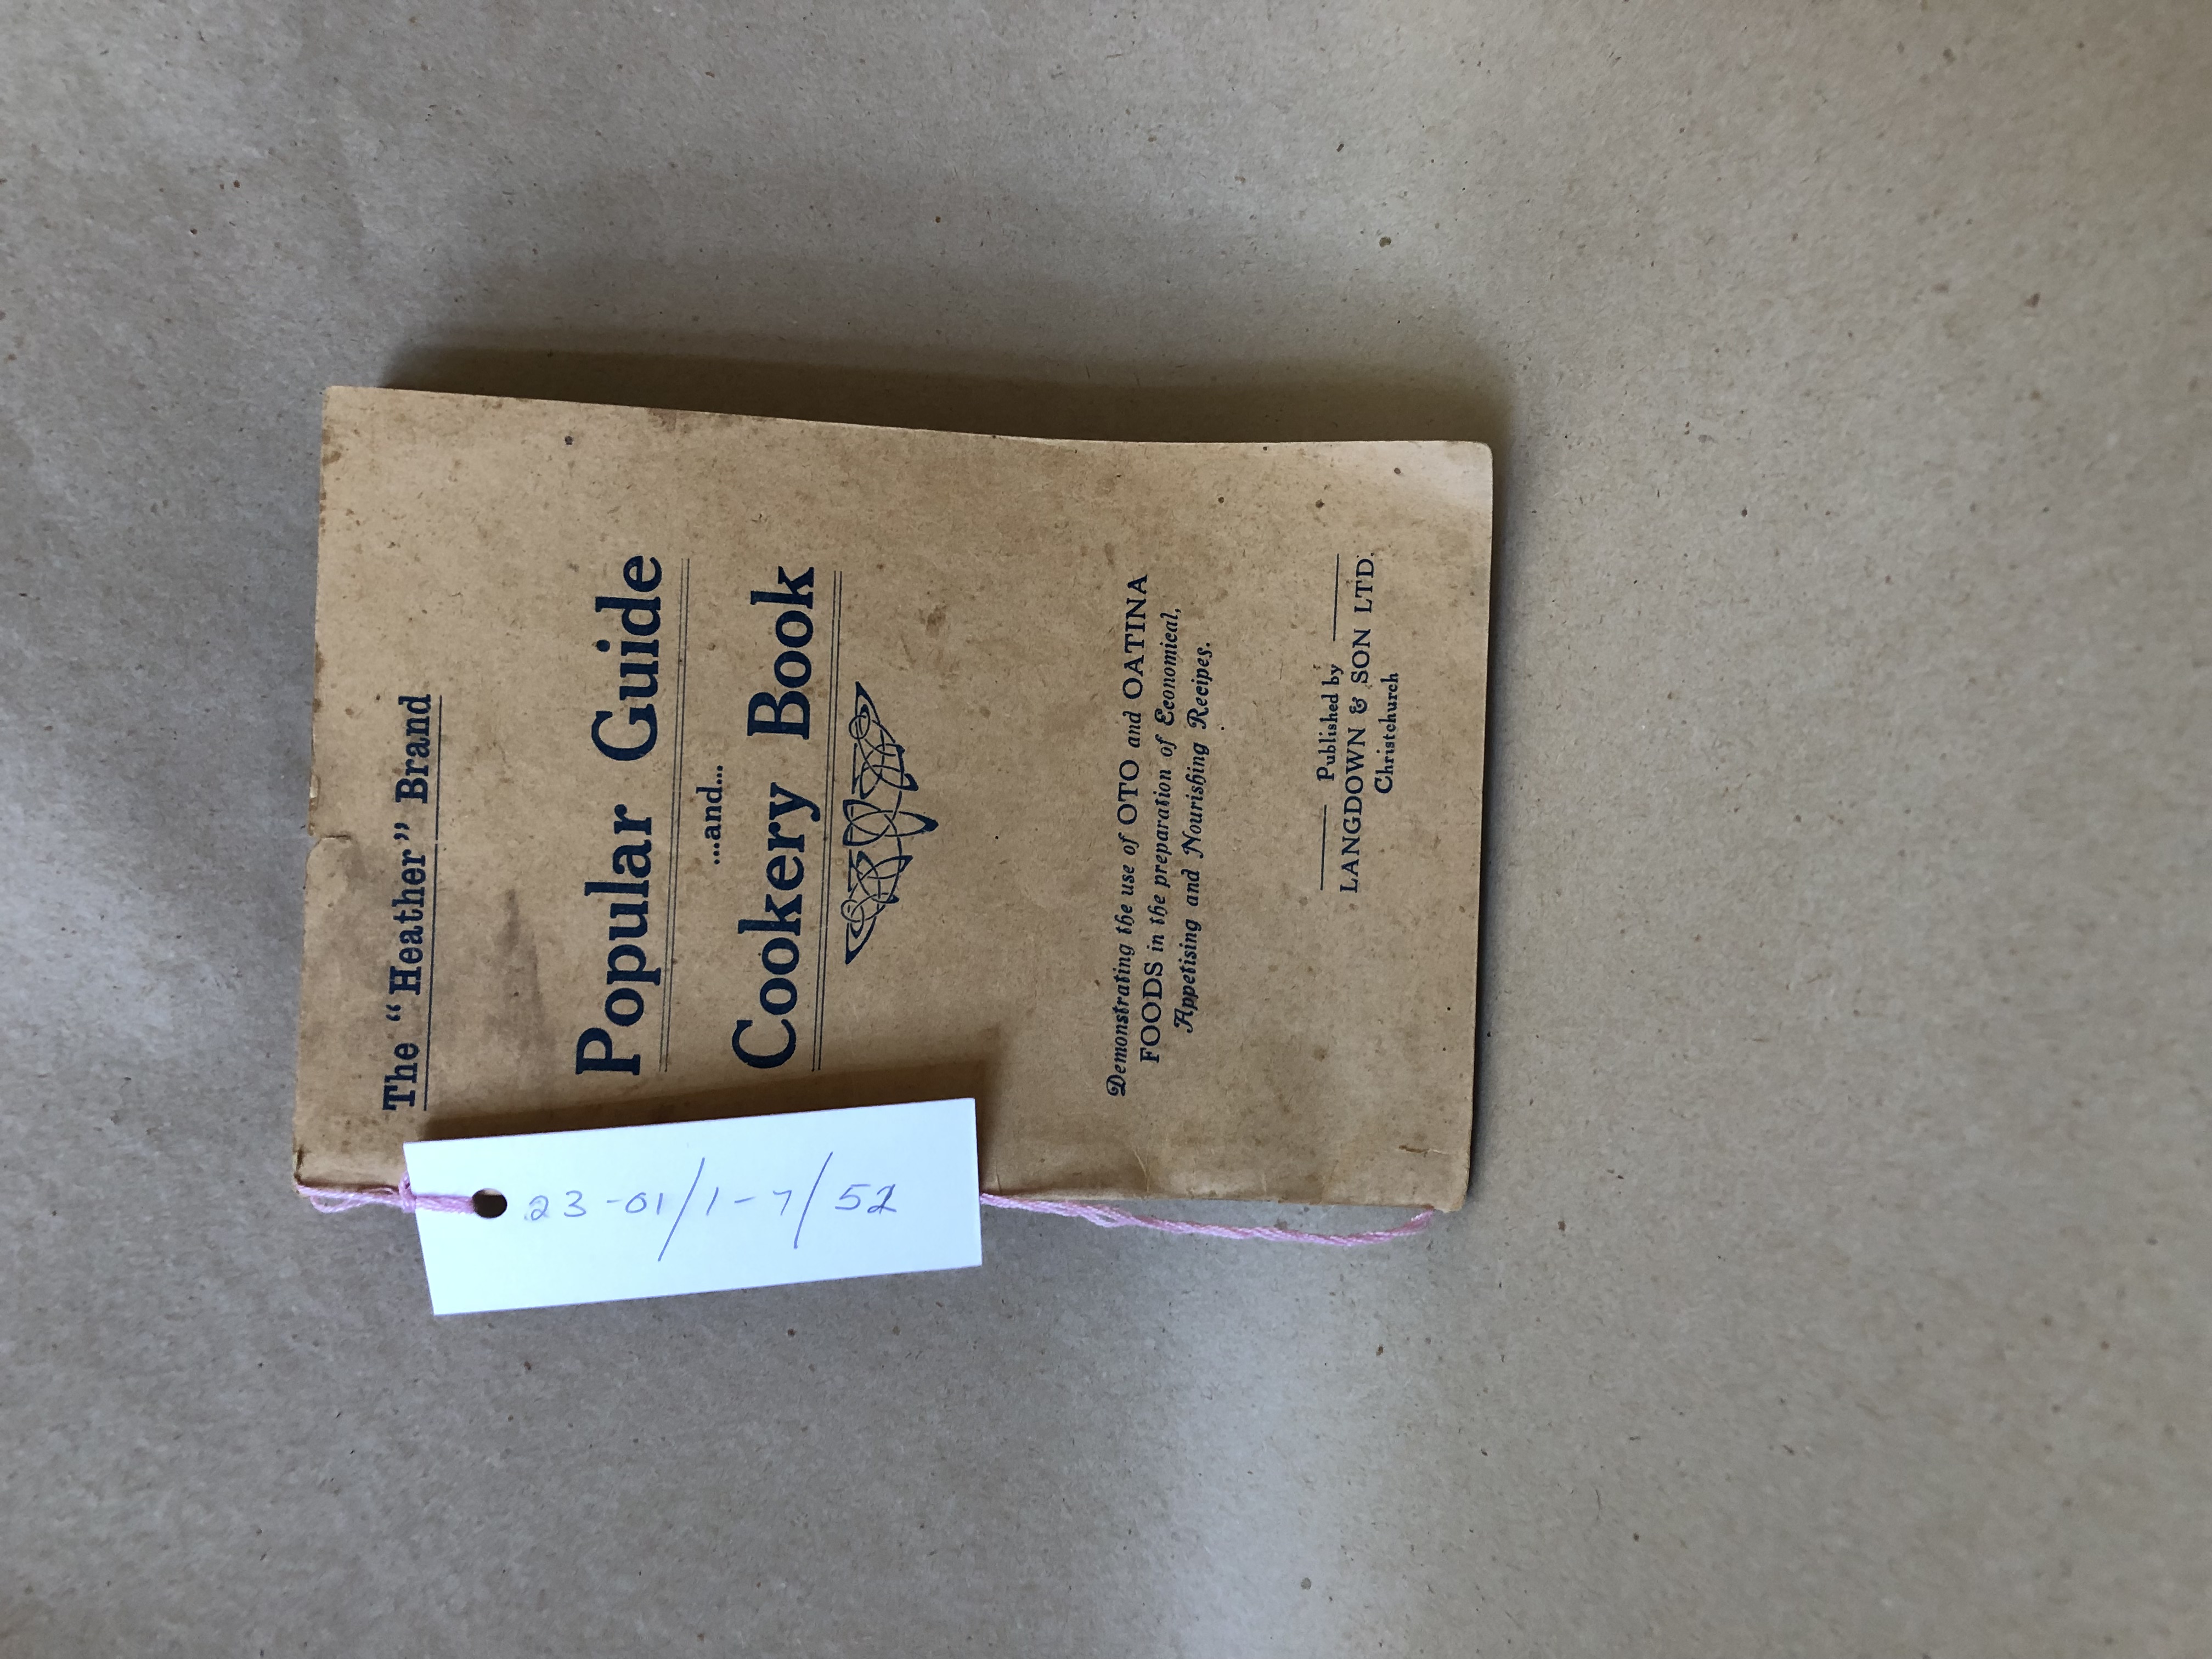 The "Heather" Brand
Popular Guide
...and...
Cookery Book
Demonstrating the use of OTO and OATINA
FOODS in the preparation of Economical,
Appetising and Nourishing Recipes.
Published by
LANGDOWN & SON LTD.
Christchurch
23-01/1-7/52